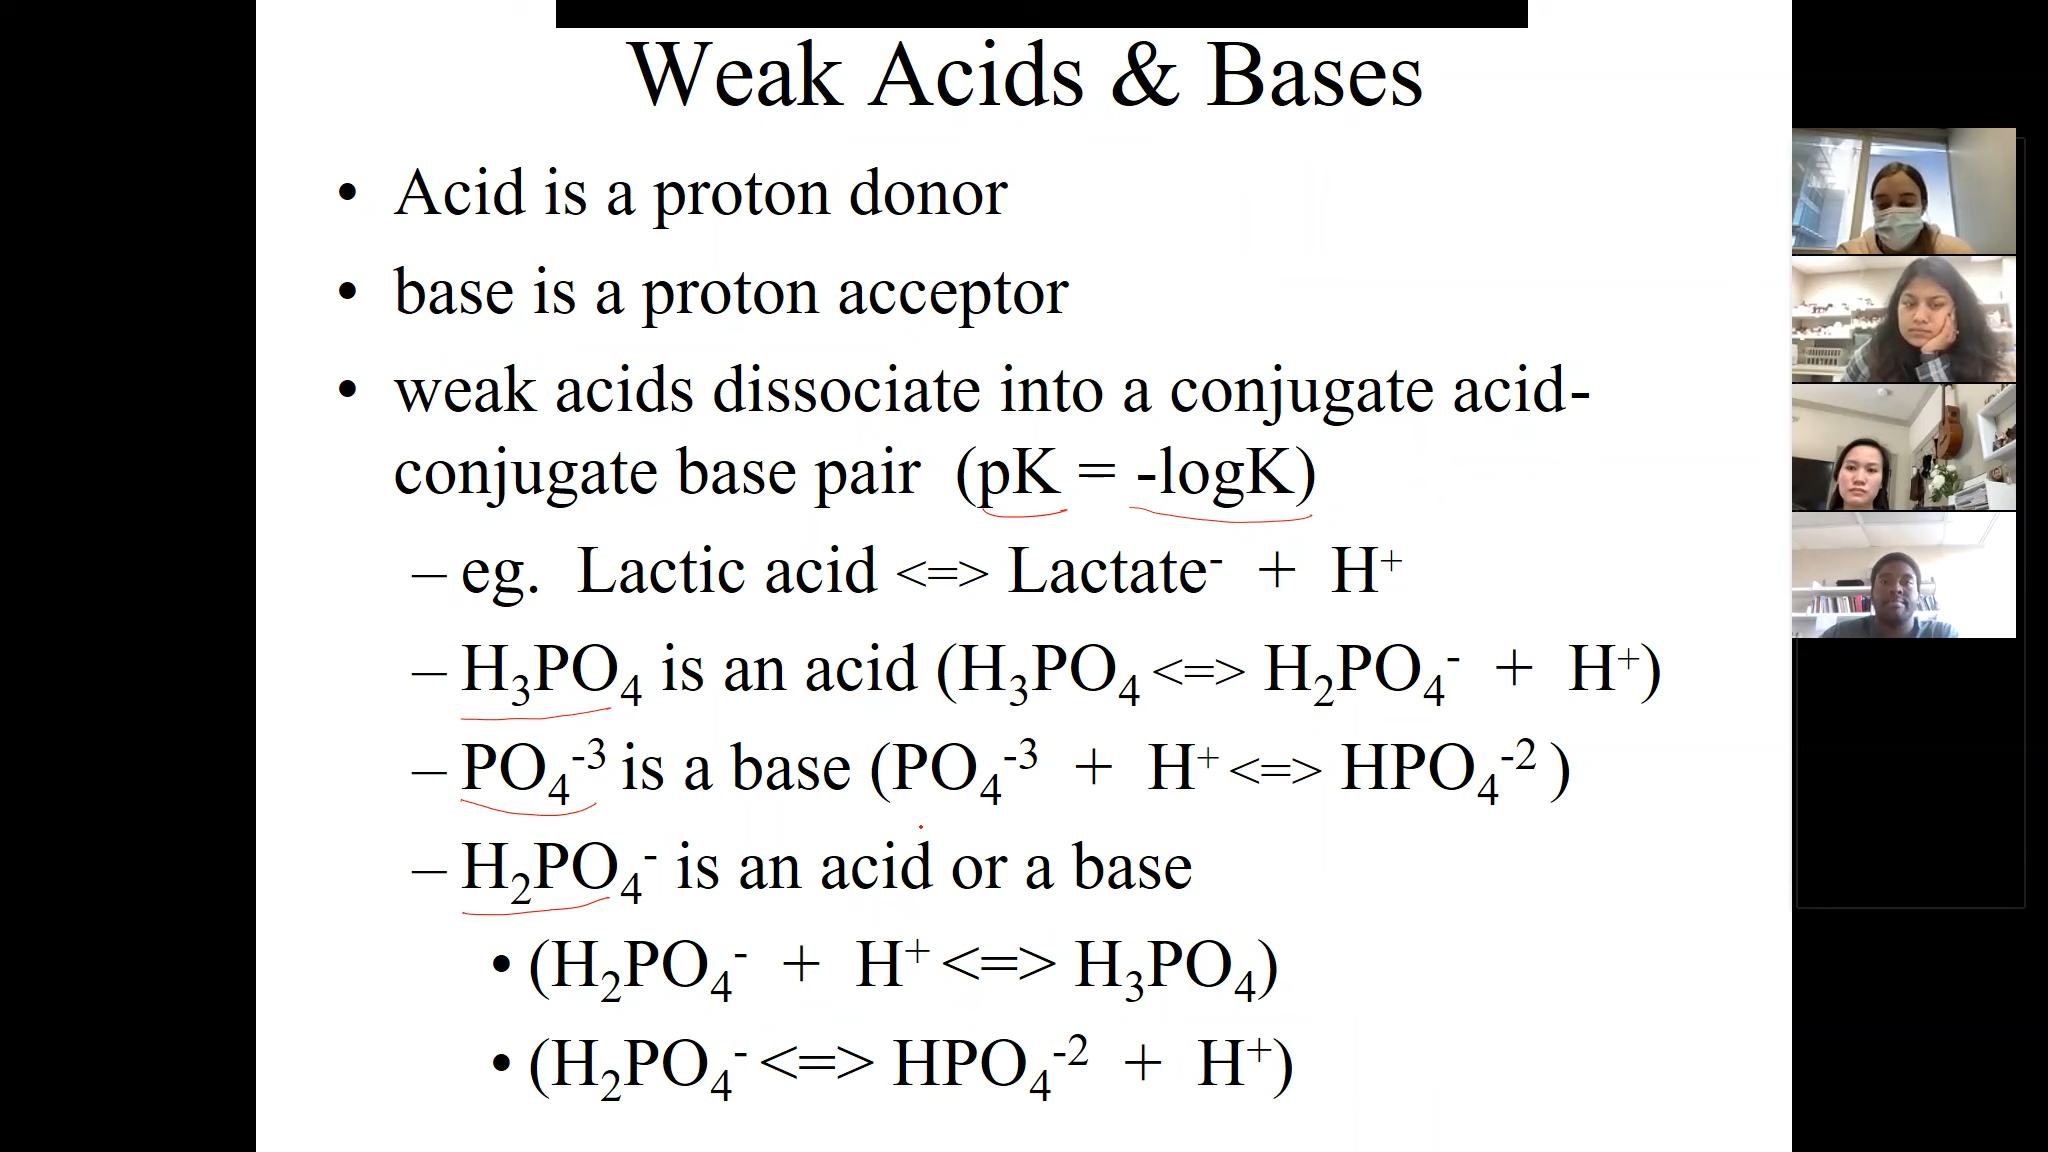 Weak Acids & Bases
• Acid is a proton donor
• base is a proton acceptor
• weak acids dissociate into a conjugate acid-
conjugate base pair (pK = -logK)
– eg. Lactic acid <=> Lactate⁻ + H⁺
– H₃PO₄ is an acid (H₃PO₄ <=> H₂PO₄⁻ + H⁺)
– PO₄⁻³ is a base (PO₄⁻³ + H⁺ <=> HPO₄⁻²)
– H₂PO₄⁻ is an acid or a base
• (H₂PO₄⁻ + H⁺ <=> H₃PO₄)
• (H₂PO₄⁻ <=> HPO₄⁻² + H⁺)